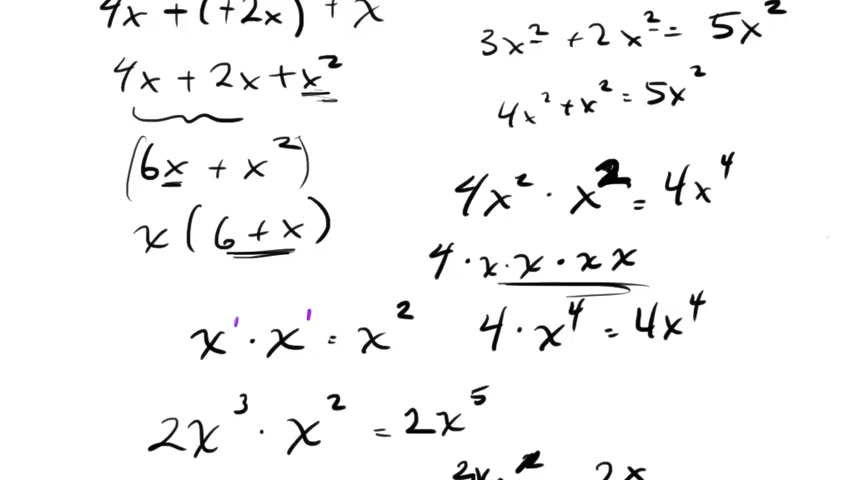 4x + (+2x) + x
4x + 2x + x²
(6x + x²)
x ( 6 + x )
3x² + 2x² = 5x²
4x² + x² = 5x²
4x² · x² = 4x⁴
4 · x · x · x x
4 · x⁴ = 4x⁴
x¹ · x¹ = x²
2x³ · x² = 2x⁵
2x